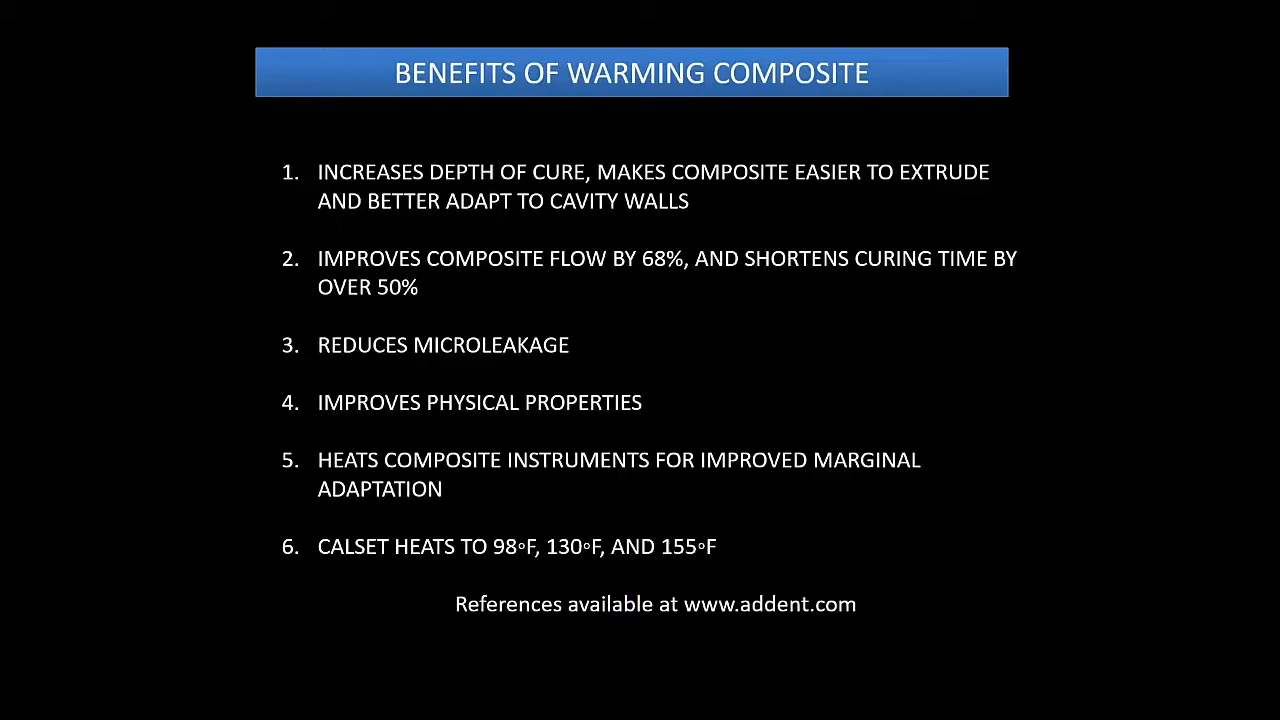 BENEFITS OF WARMING COMPOSITE
1. INCREASES DEPTH OF CURE, MAKES COMPOSITE EASIER TO EXTRUDE
AND BETTER ADAPT TO CAVITY WALLS
2. IMPROVES COMPOSITE FLOW BY 68%, AND SHORTENS CURING TIME BY
OVER 50%
3. REDUCES MICROLEAKAGE
4. IMPROVES PHYSICAL PROPERTIES
5. HEATS COMPOSITE INSTRUMENTS FOR IMPROVED MARGINAL
ADAPTATION
6. CALSET HEATS TO 98°F, 130°F, AND 155°F
References available at www.addent.com